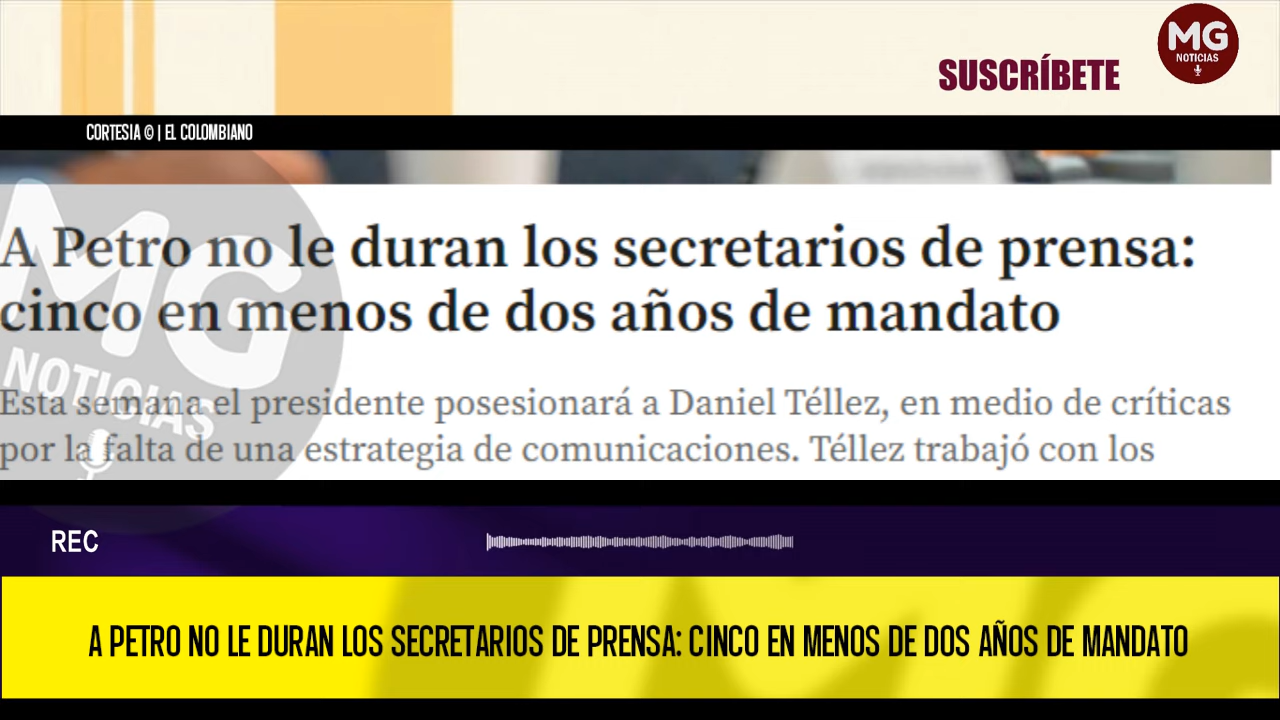 MG
NOTICIAS
SUSCRÍBETE
CORTESIA © | EL COLOMBIANO
A Petro no le duran los secretarios de prensa:
cinco en menos de dos años de mandato
MG
NOTICIAS
Esta semana el presidente posesionará a Daniel Téllez, en medio de críticas
por la falta de una estrategia de comunicaciones. Téllez trabajó con los
REC
A PETRO NO LE DURAN LOS SECRETARIOS DE PRENSA: CINCO EN MENOS DE DOS AÑOS DE MANDATO